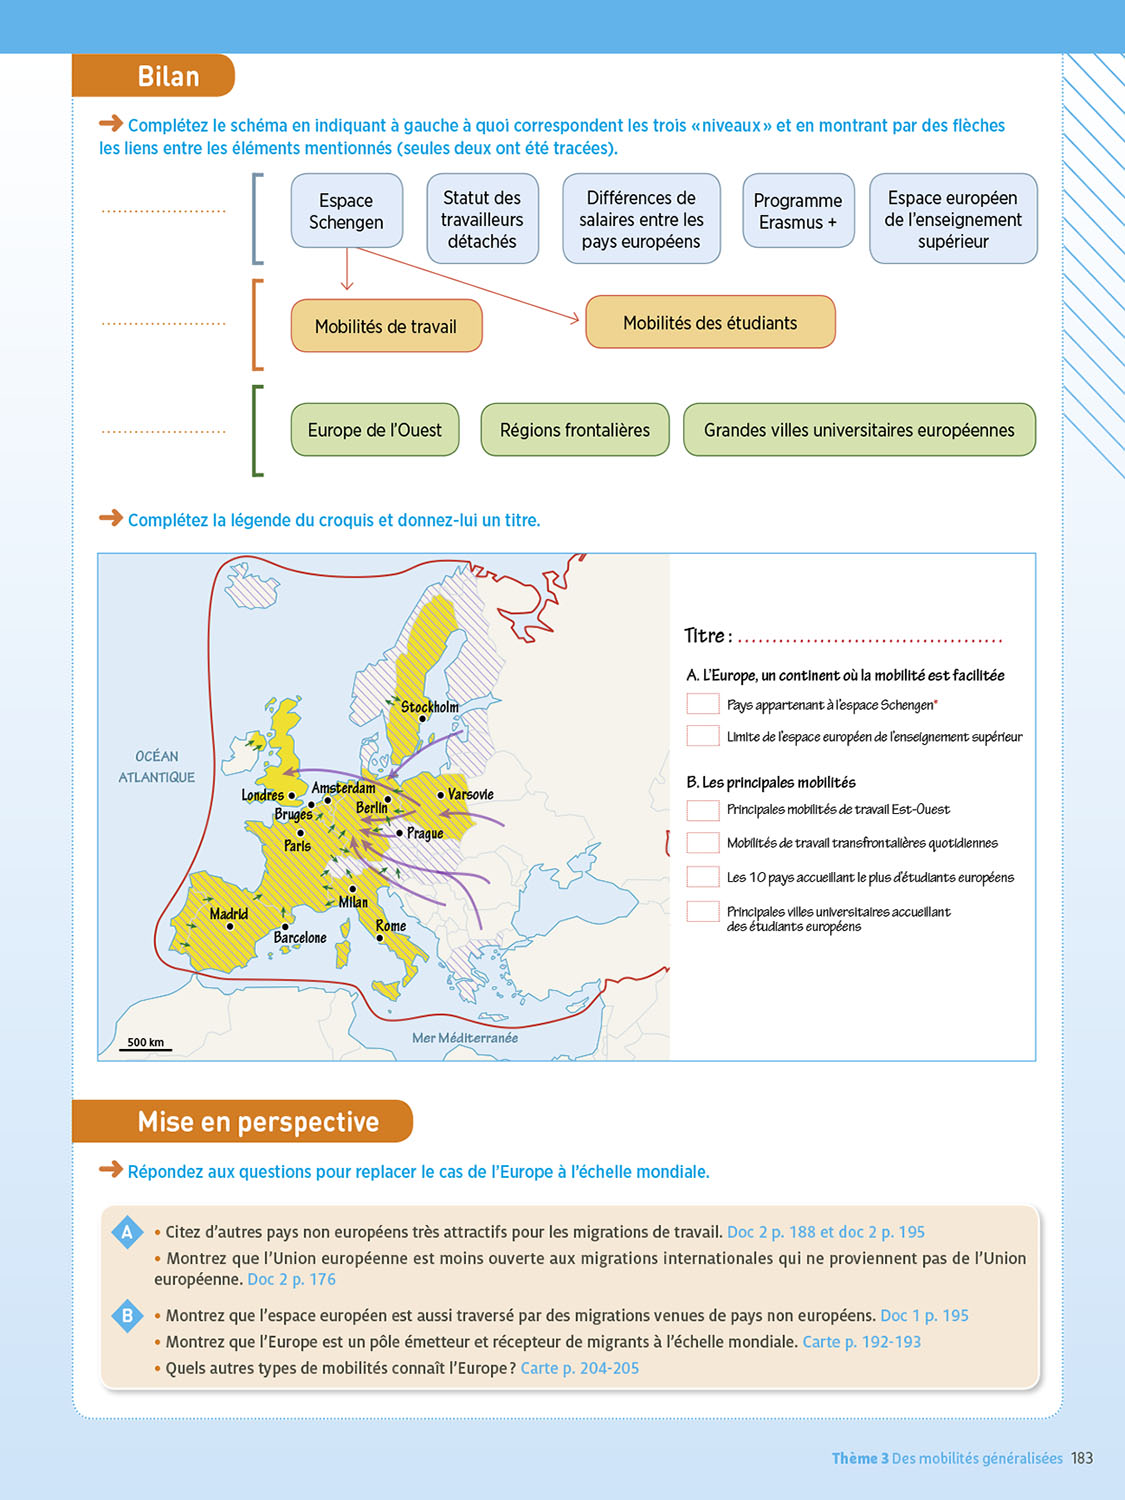 Bilan
➔ Complétez le schéma en indiquant à gauche à quoi correspondent les trois « niveaux » et en montrant par des flèches
les liens entre les éléments mentionnés (seules deux ont été tracées).
....................
Espace
Schengen
Statut des
travailleurs
détachés
Différences de
salaires entre les
pays européens
Programme
Erasmus +
Espace européen
de l'enseignement
supérieur
....................
Mobilités de travail
Mobilités des étudiants
....................
Europe de l'Ouest
Régions frontalières
Grandes villes universitaires européennes
➔ Complétez la légende du croquis et donnez-lui un titre.
OCÉAN
ATLANTIQUE
Stockholm
Londres
Amsterdam
Bruges
Berlin
Varsovie
Paris
Prague
Milan
Madrid
Barcelone
Rome
Mer Méditerranée
500 km
Titre : ......................................
A. L'Europe, un continent où la mobilité est facilitée
Pays appartenant à l'espace Schengen*
Limite de l'espace européen de l'enseignement supérieur
B. Les principales mobilités
Principales mobilités de travail Est-Ouest
Mobilités de travail transfrontalières quotidiennes
Les 10 pays accueillant le plus d'étudiants européens
Principales villes universitaires accueillant
des étudiants européens
Mise en perspective
➔ Répondez aux questions pour replacer le cas de l'Europe à l'échelle mondiale.
A • Citez d'autres pays non européens très attractifs pour les migrations de travail. Doc 2 p. 188 et doc 2 p. 195
• Montrez que l'Union européenne est moins ouverte aux migrations internationales qui ne proviennent pas de l'Union
européenne. Doc 2 p. 176
B • Montrez que l'espace européen est aussi traversé par des migrations venues de pays non européens. Doc 1 p. 195
• Montrez que l'Europe est un pôle émetteur et récepteur de migrants à l'échelle mondiale. Carte p. 192-193
• Quels autres types de mobilités connaît l'Europe ? Carte p. 204-205
Thème 3 Des mobilités généralisées 183